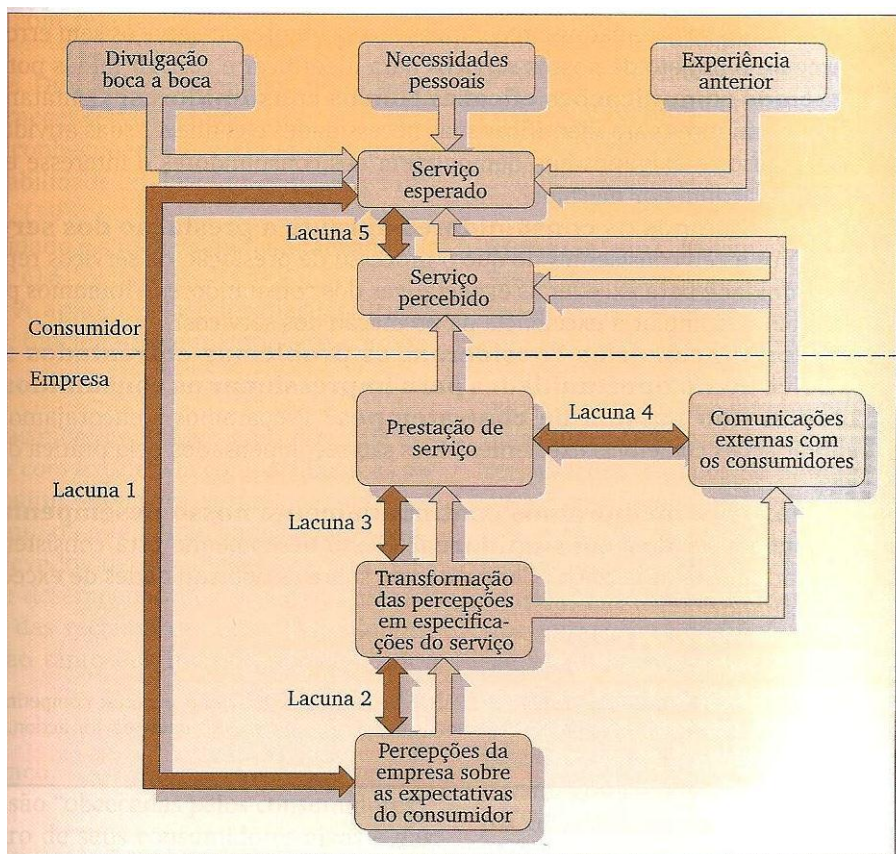 Divulgação
boca a boca
Necessidades
pessoais
Experiência
anterior
Serviço
esperado
Lacuna 5
Serviço
percebido
Consumidor
Empresa
Prestação de
serviço
Lacuna 4
Comunicações
externas com
os consumidores
Lacuna 1
Lacuna 3
Transformação
das percepções
em especifica-
ções do serviço
Lacuna 2
Percepções da
empresa sobre
as expectativas
do consumidor